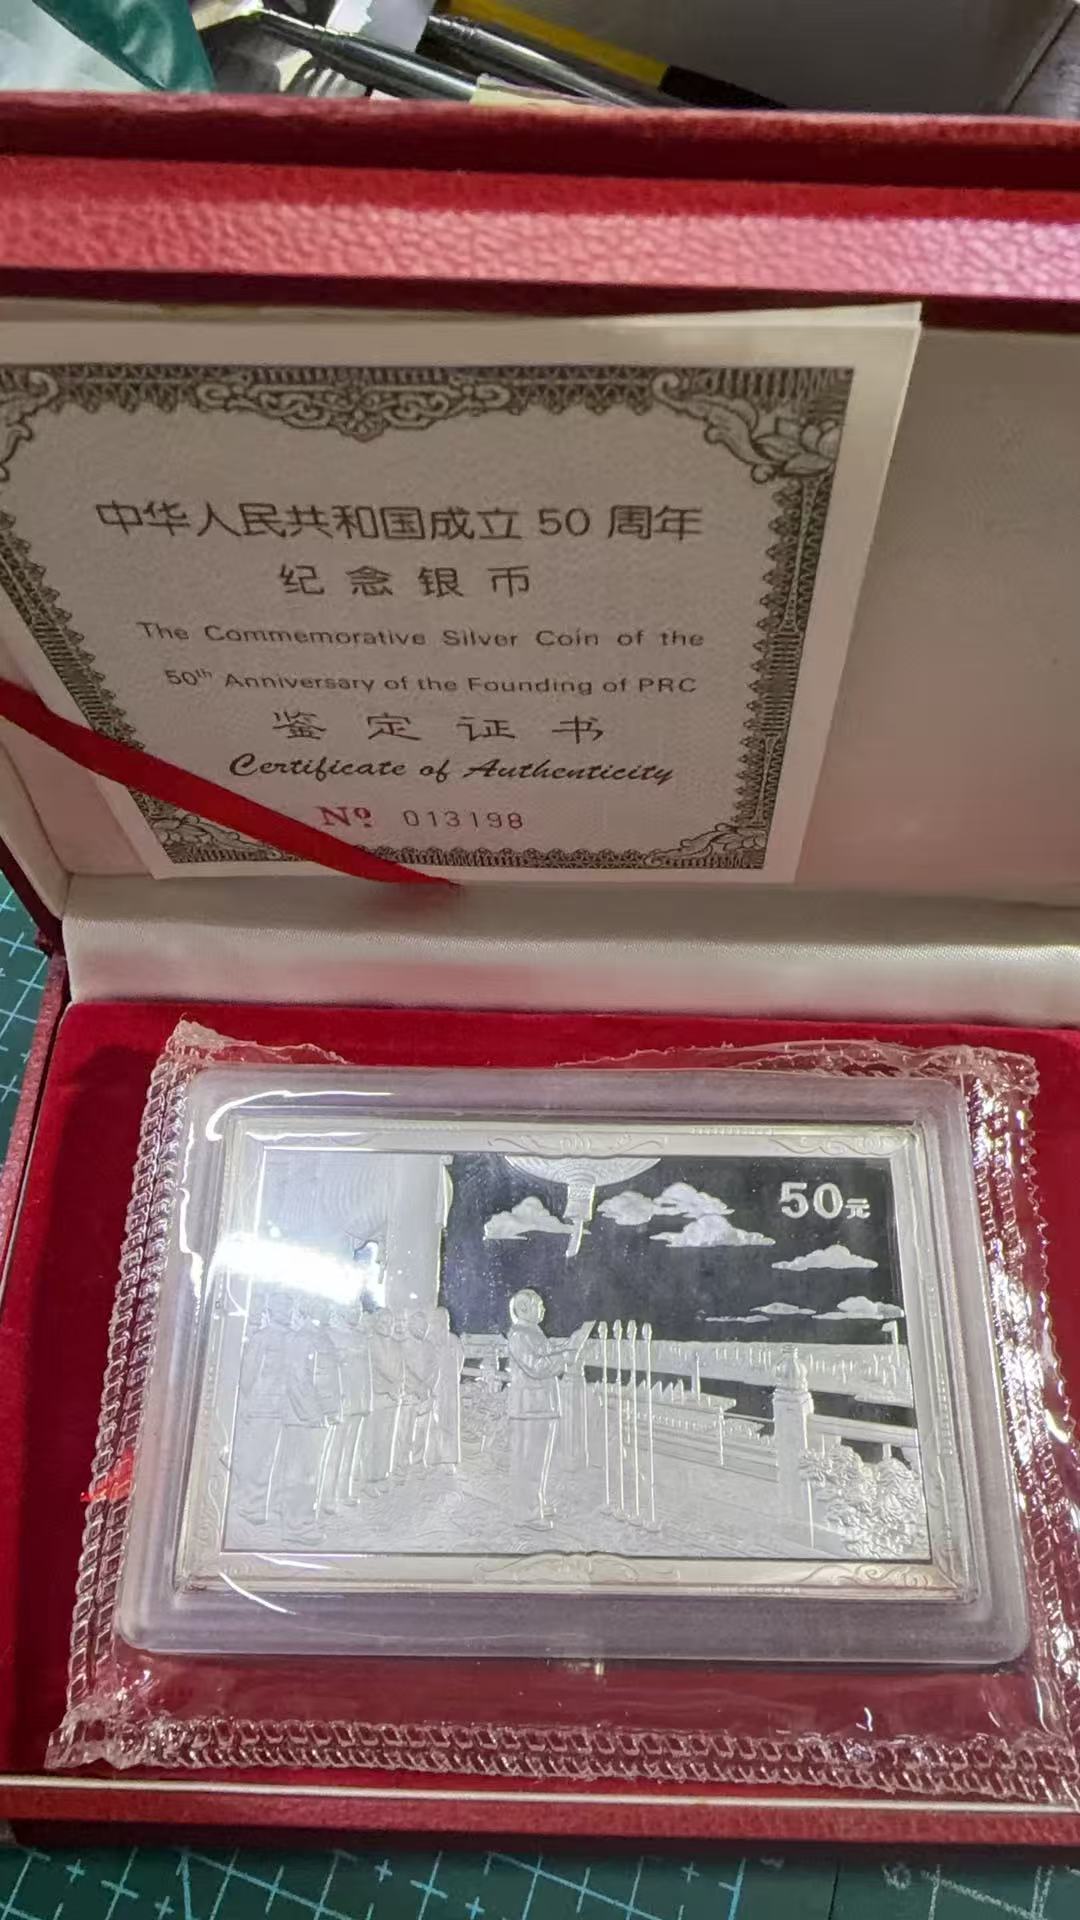 中华人民共和国成立50周年
纪念银币
The Commemorative Silver Coin of the
50th Anniversary of the Founding of PRC
鉴定证书
Certificate of Authenticity
Nº 013198
50元